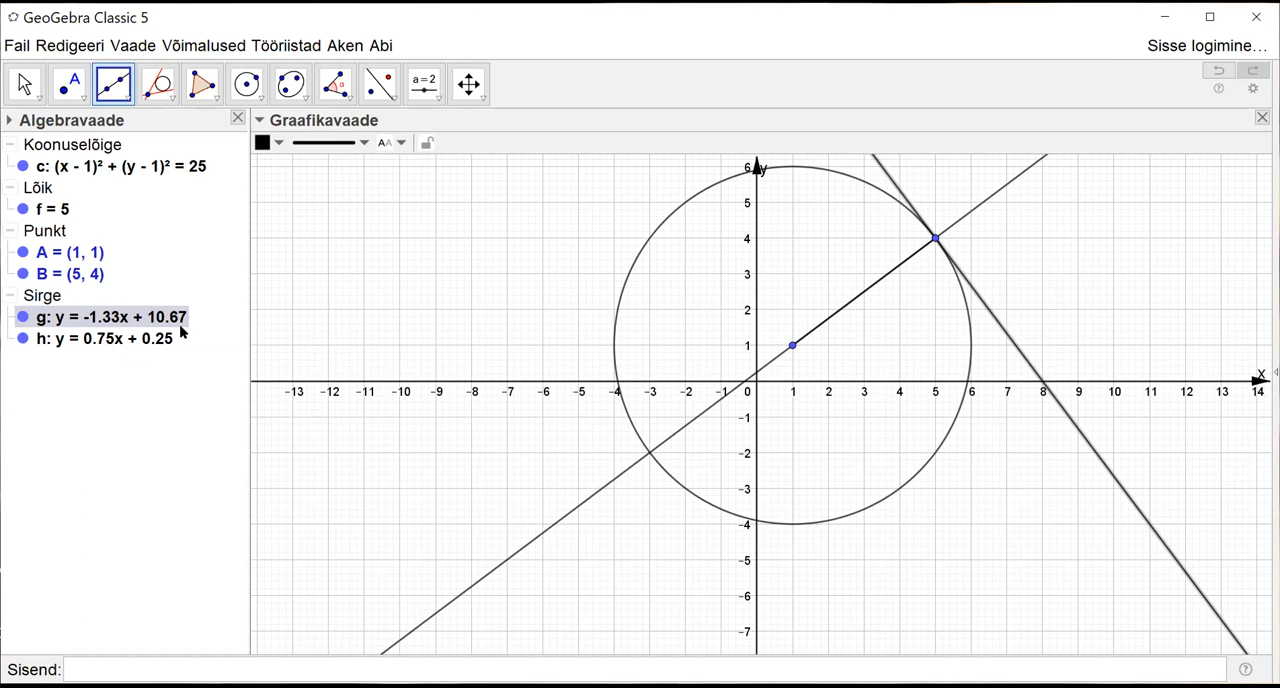 GeoGebra Classic 5
Fail Redigeeri Vaade Võimalused Tööriistad Aken Abi
Sisse logimine...
A
α
a=2
Algebravaade
Graafikavaade
Koonuselõige
c: (x - 1)² + (y - 1)² = 25
Lõik
f = 5
Punkt
A = (1, 1)
B = (5, 4)
Sirge
g: y = -1.33x + 10.67
h: y = 0.75x + 0.25
AA
y
6
5
4
3
2
1
x
-13 -12 -11 -10 -9 -8 -7 -6 -5 -4 -3 -2 -1 0 1 2 3 4 5 6 7 8 9 10 11 12 13 14
-1
-2
-3
-4
-5
-6
-7
Sisend: